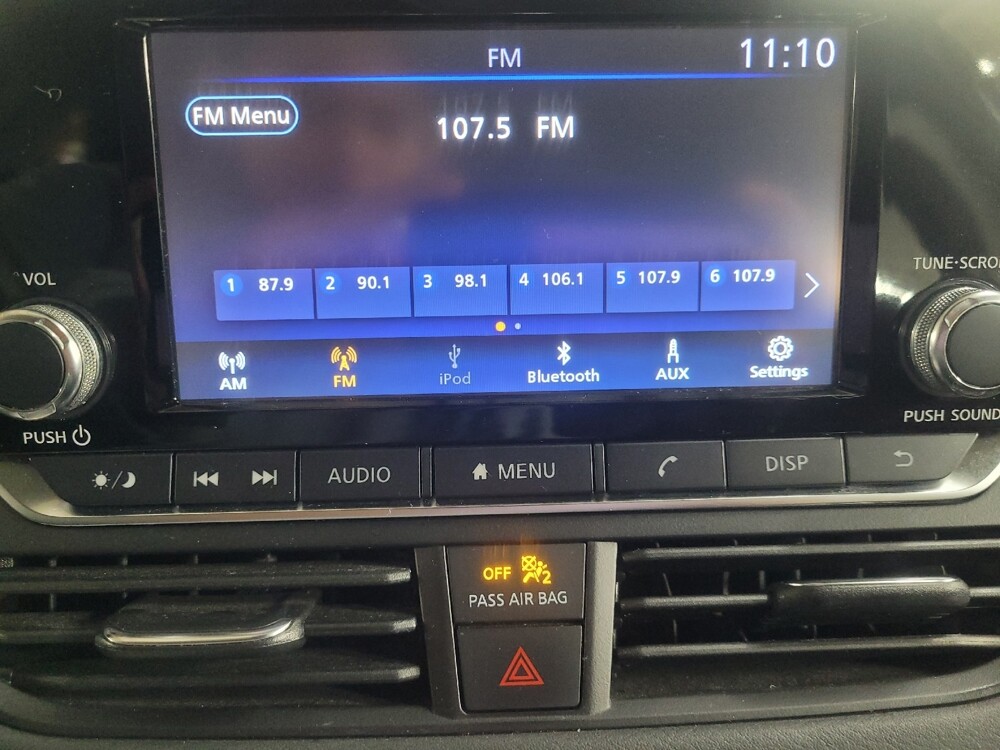 FM 11:10
FM Menu
107.5 FM
VOL
TUNE·SCRO
1 87.9 2 90.1 3 98.1 4 106.1 5 107.9 6 107.9
AM FM iPod Bluetooth AUX Settings
PUSH
PUSH SOUND
AUDIO MENU DISP
OFF 2
PASS AIR BAG